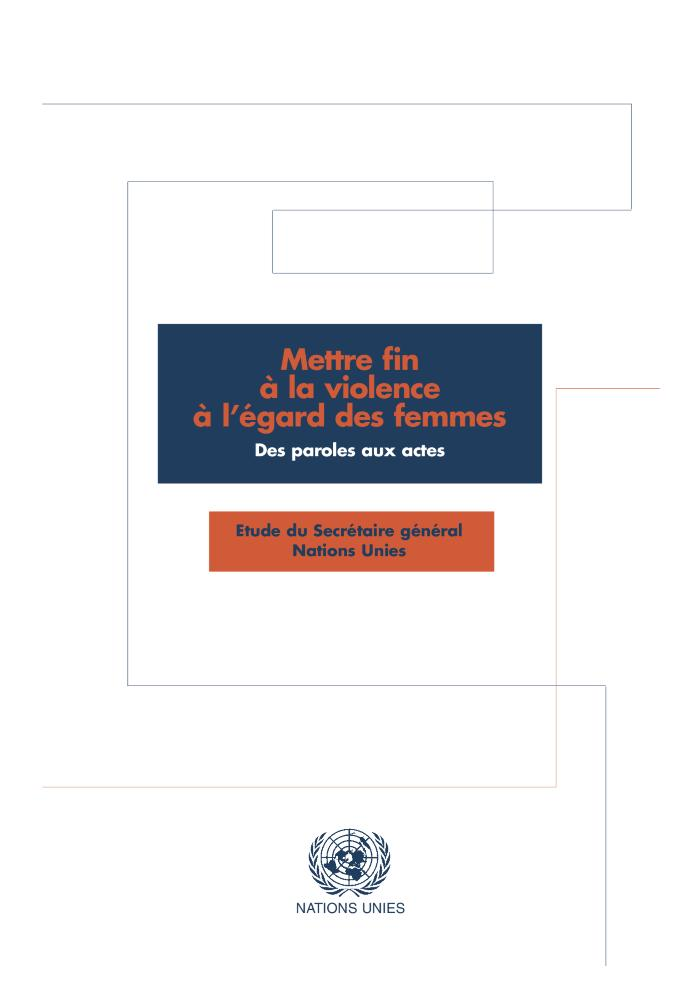 Mettre fin
à la violence
à l’égard des femmes
Des paroles aux actes
Etude du Secrétaire général
Nations Unies
NATIONS UNIES